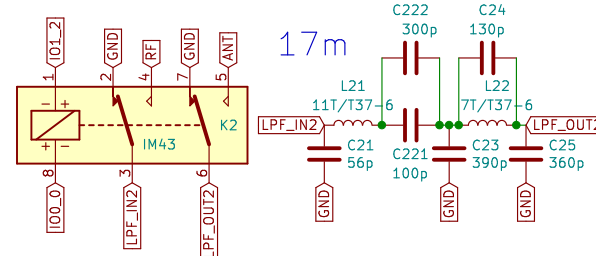 C222
300p
C24
130p
17m
IO1_2
GND
RF
GND
ANT
1
2
4
7
5
- -
+ +
K2
IM43
8
3
6
IO0_0
LPF_IN2
LPF_OUT2
L21
11T/T37-6
L22
7T/T37-6
LPF_IN2
LPF_OUT2
C21
56p
C221
100p
C23
390p
C25
360p
GND
GND
GND